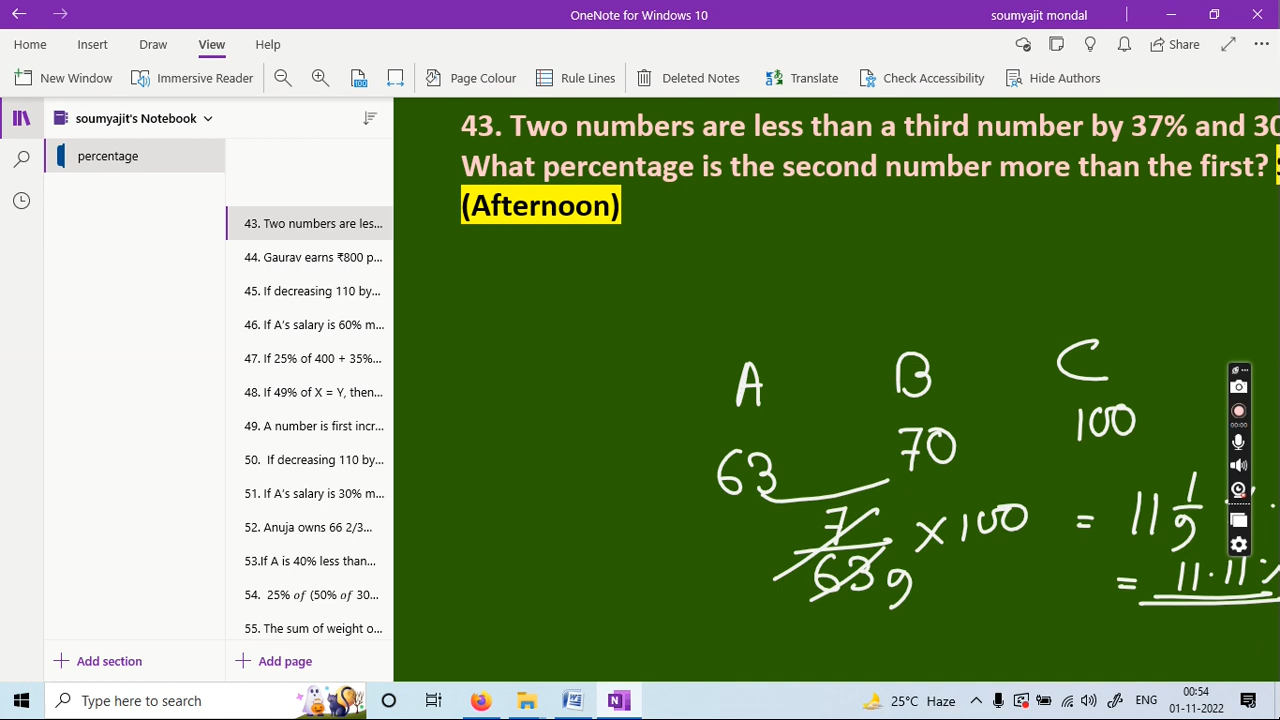 OneNote for Windows 10
soumyajit mondal
Home Insert Draw View Help
Share
New Window Immersive Reader Page Colour Rule Lines Deleted Notes Translate Check Accessibility Hide Authors
soumyajit's Notebook
percentage
43. Two numbers are les...
44. Gaurav earns ₹800 p...
45. If decreasing 110 by...
46. If A's salary is 60% m...
47. If 25% of 400 + 35%...
48. If 49% of X = Y, then...
49. A number is first incr...
50. If decreasing 110 by...
51. If A's salary is 30% m...
52. Anuja owns 66 2/3...
53.If A is 40% less than...
54. 25% 𝑜𝑓 (50% 𝑜𝑓 30...
55. The sum of weight o...
Add section
Add page
43. Two numbers are less than a third number by 37% and 30
What percentage is the second number more than the first?
(Afternoon)
A B C
63 70 100
7/63 9 × 100 = 11 1/9
= 11.11
00:00
Type here to search
25°C Haze
ENG
00:54
01-11-2022